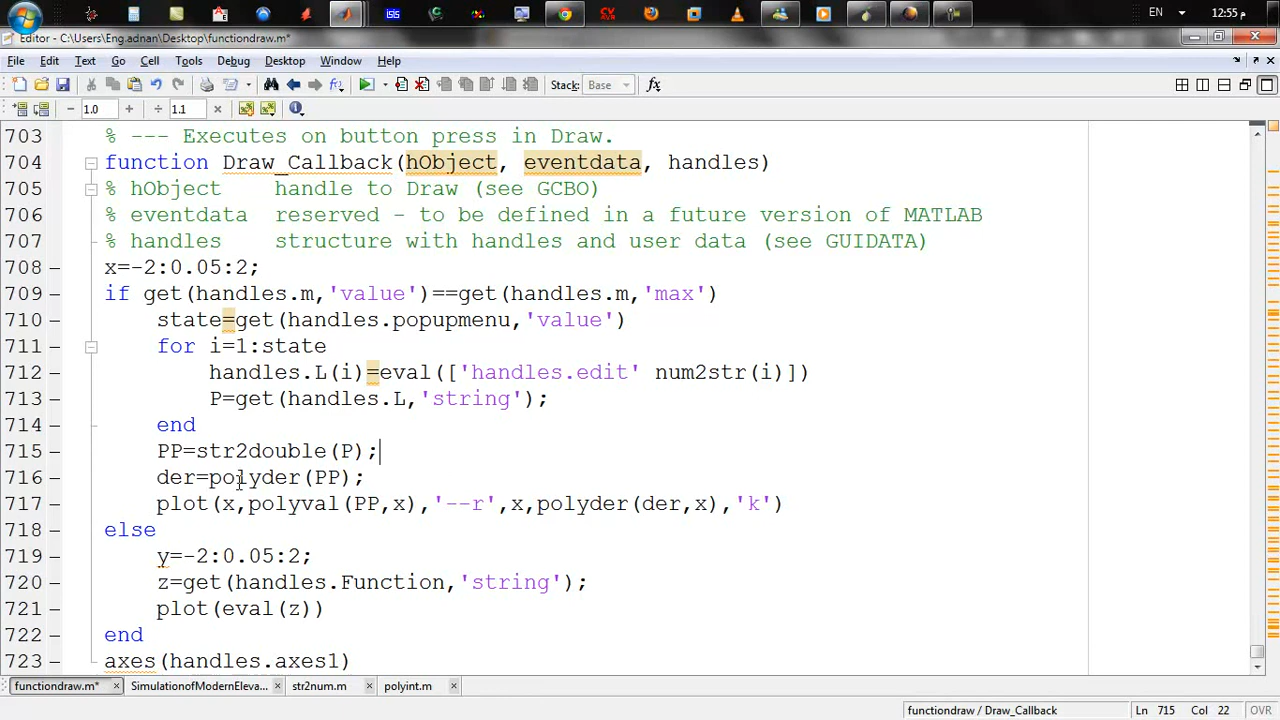 EN
12:55 م
Editor - C:\Users\Eng.adnan\Desktop\functiondraw.m*
File Edit Text Go Cell Tools Debug Desktop Window Help
Stack: Base fx
− 1.0 + ÷ 1.1 ×
703 % --- Executes on button press in Draw.
704 function Draw_Callback(hObject, eventdata, handles)
705 % hObject    handle to Draw (see GCBO)
706 % eventdata  reserved - to be defined in a future version of MATLAB
707 % handles    structure with handles and user data (see GUIDATA)
708 – x=-2:0.05:2;
709 – if get(handles.m,'value')==get(handles.m,'max')
710 –     state=get(handles.popupmenu,'value')
711 –     for i=1:state
712 –         handles.L(i)=eval(['handles.edit' num2str(i)])
713 –         P=get(handles.L,'string');
714 –     end
715 –     PP=str2double(P);
716 –     der=polyder(PP);
717 –     plot(x,polyval(PP,x),'--r',x,polyder(der,x),'k')
718 – else
719 –     y=-2:0.05:2;
720 –     z=get(handles.Function,'string');
721 –     plot(eval(z))
722 – end
723 – axes(handles.axes1)
functiondraw.m* × SimulationofModernEleva... × str2num.m × polyint.m ×
functiondraw / Draw_Callback Ln 715 Col 22 OVR